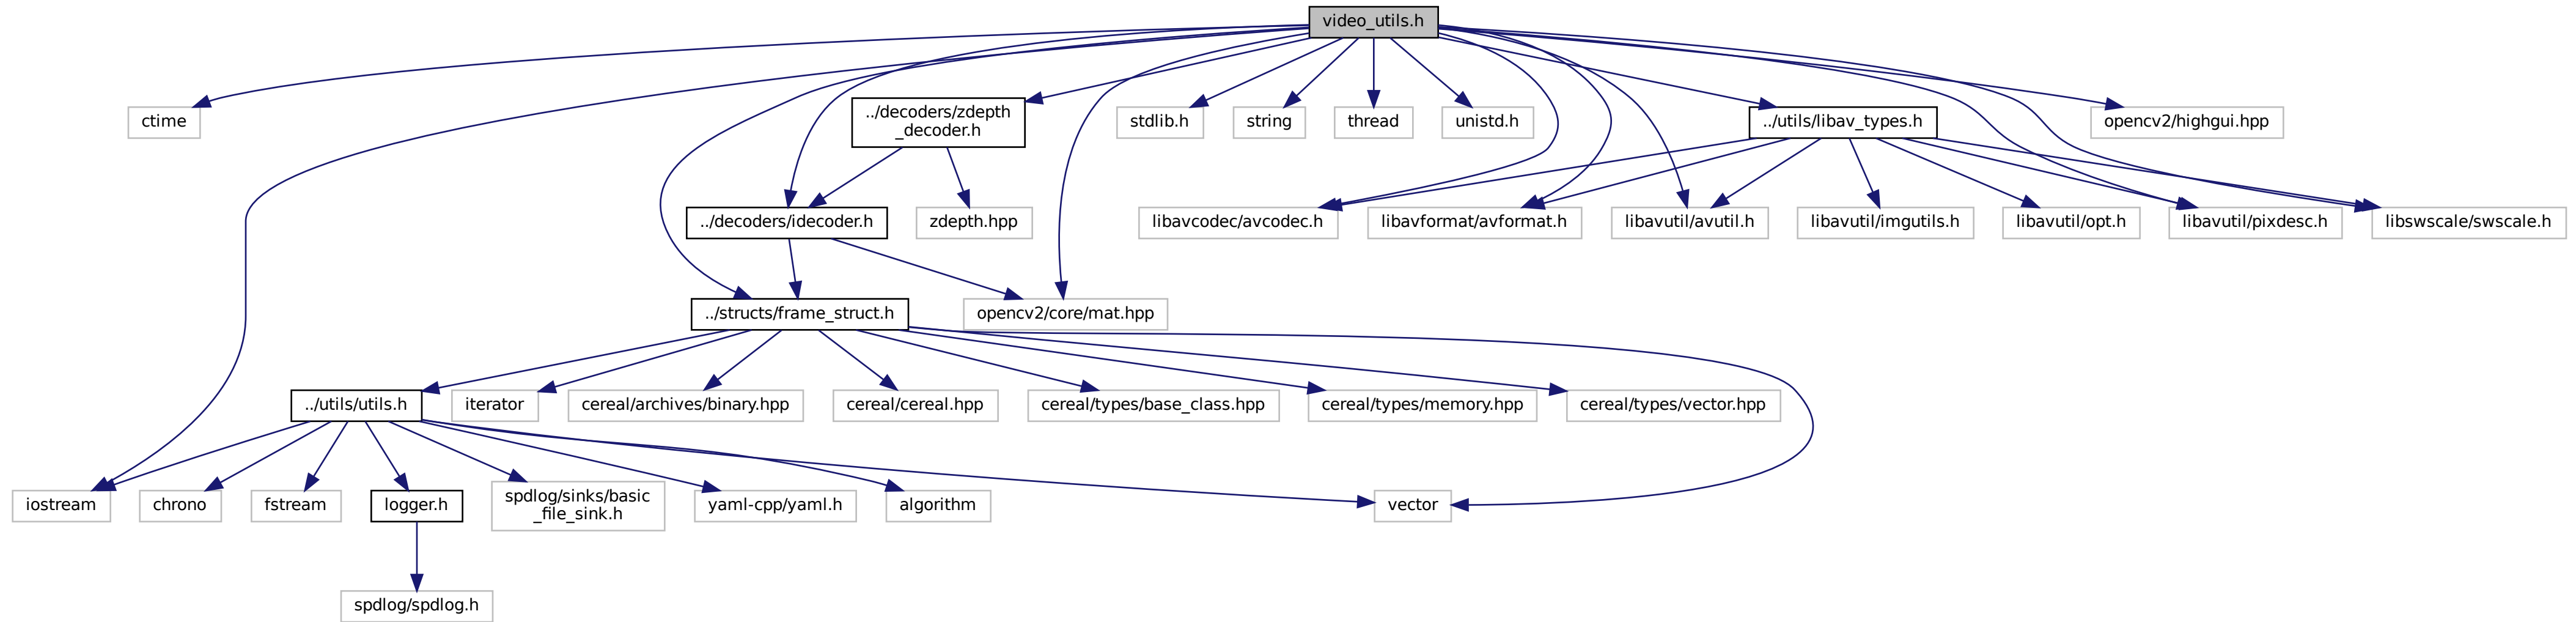 video_utils.h
ctime
../decoders/zdepth
_decoder.h
stdlib.h
string
thread
unistd.h
../utils/libav_types.h
opencv2/highgui.hpp
../decoders/idecoder.h
zdepth.hpp
libavcodec/avcodec.h
libavformat/avformat.h
libavutil/avutil.h
libavutil/imgutils.h
libavutil/opt.h
libavutil/pixdesc.h
libswscale/swscale.h
../structs/frame_struct.h
opencv2/core/mat.hpp
../utils/utils.h
iterator
cereal/archives/binary.hpp
cereal/cereal.hpp
cereal/types/base_class.hpp
cereal/types/memory.hpp
cereal/types/vector.hpp
iostream
chrono
fstream
logger.h
spdlog/sinks/basic
_file_sink.h
yaml-cpp/yaml.h
algorithm
vector
spdlog/spdlog.h